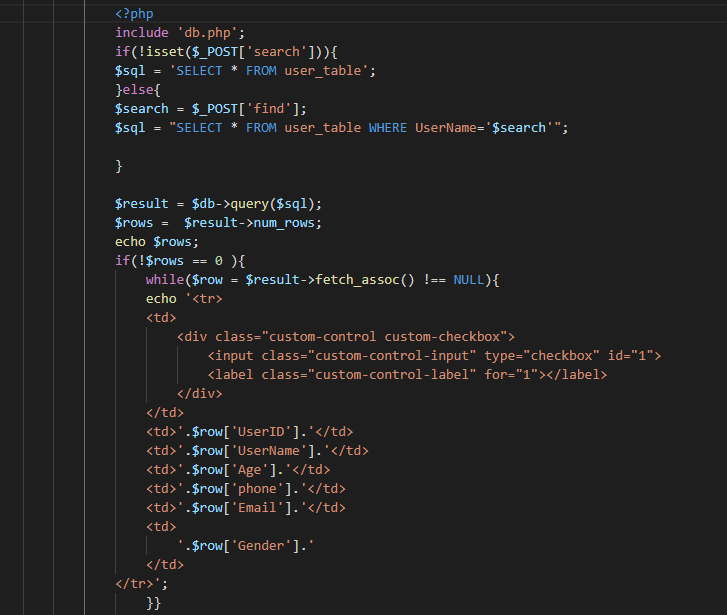 <?php
include 'db.php';
if(!isset($_POST['search'])){
$sql = 'SELECT * FROM user_table';
}else{
$search = $_POST['find'];
$sql = "SELECT * FROM user_table WHERE UserName='$search'";
}
$result = $db->query($sql);
$rows =  $result->num_rows;
echo $rows;
if(!$rows == 0 ){
    while($row = $result->fetch_assoc() !== NULL){
    echo '<tr>
    <td>
        <div class="custom-control custom-checkbox">
            <input class="custom-control-input" type="checkbox" id="1">
            <label class="custom-control-label" for="1"></label>
        </div>
    </td>
    <td>'.$row['UserID'].'</td>
    <td>'.$row['UserName'].'</td>
    <td>'.$row['Age'].'</td>
    <td>'.$row['phone'].'</td>
    <td>'.$row['Email'].'</td>
    <td>
        '.$row['Gender'].'
    </td>
</tr>';
    }}